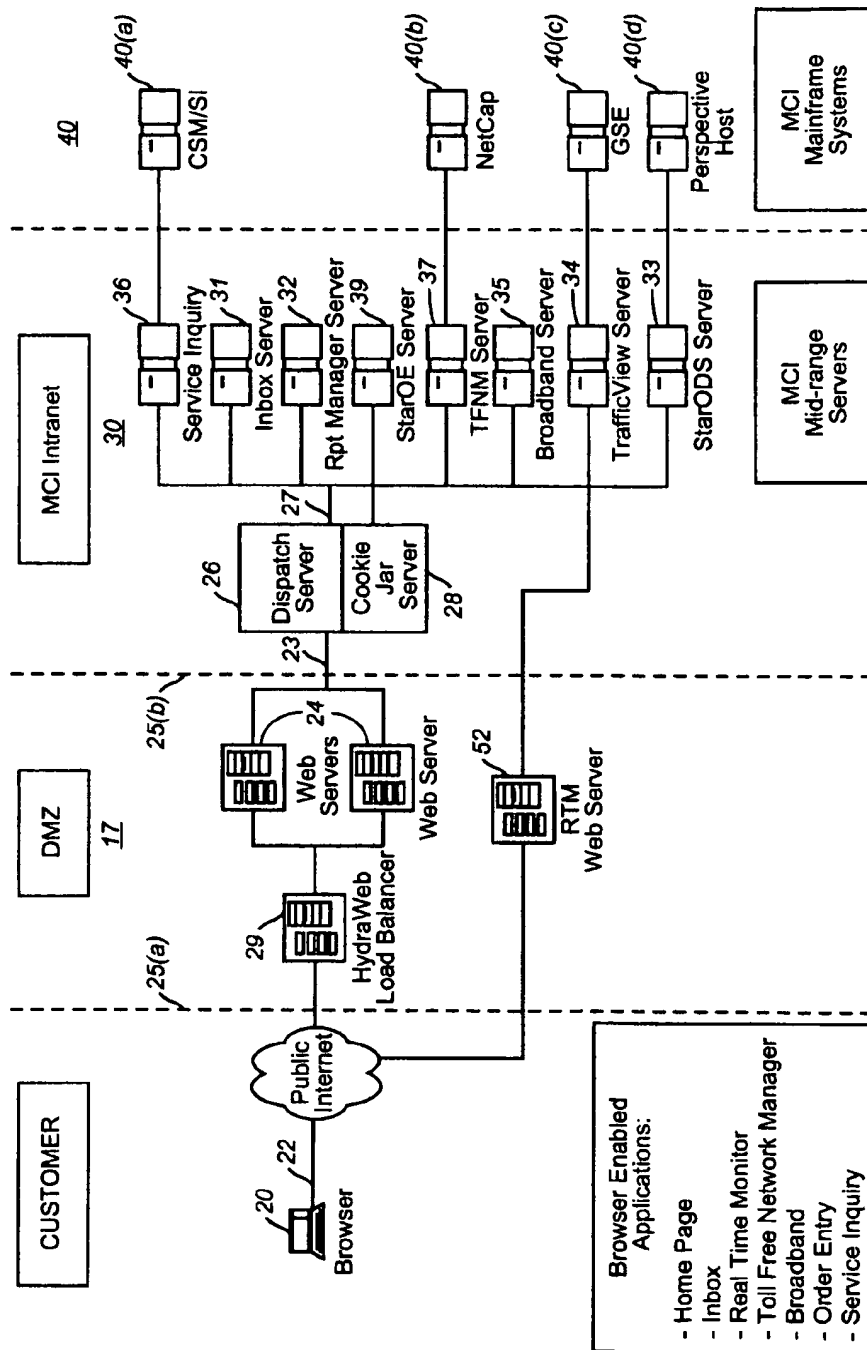 CUSTOMER
DMZ
17
MCI Intranet
30
40
25(a)
25(b)
20
Browser
22
Public
Internet
29
HydraWeb
Load Balancer
24
Web
Servers
Web Server
52
RTM
Web Server
23
26
Dispatch
Server
Cookie
Jar
Server
28
27
36
Service Inquiry
31
Inbox Server
32
Rpt Manager Server
39
StarOE Server
37
TFNM Server
35
Broadband Server
34
TrafficView Server
33
StarODS Server
40(a)
CSM/SI
40(b)
NetCap
40(c)
GSE
40(d)
Perspective
Host
Browser Enabled
Applications:
- Home Page
- Inbox
- Real Time Monitor
- Toll Free Network Manager
- Broadband
- Order Entry
- Service Inquiry
MCI
Mid-range
Servers
MCI
Mainframe
Systems